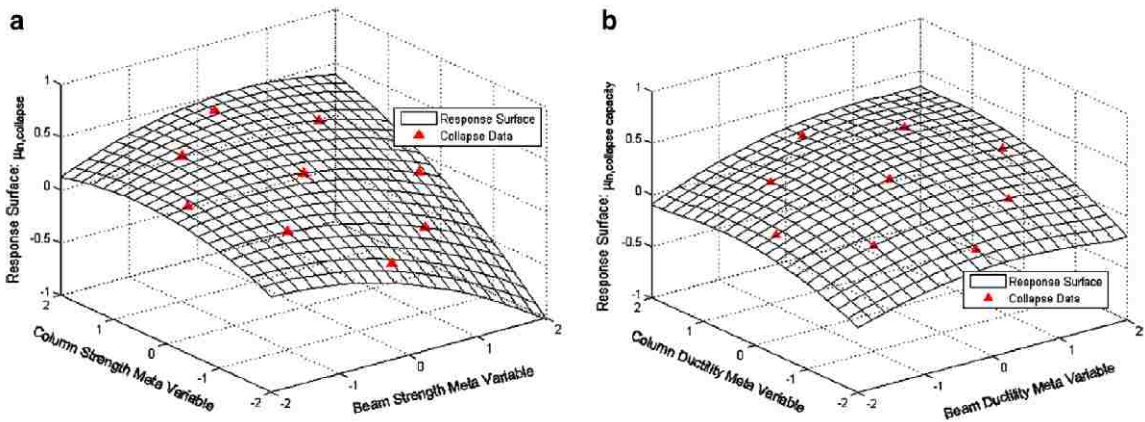 a
Response Surface: μln,collapse
1
0.5
0
-0.5
-1
2
1
0
-1
-2
Column Strength Meta Variable
-2
-1
0
1
2
Beam Strength Meta Variable
Response Surface
Collapse Data
b
Response Surface: μln,collapse capacity
1
0.5
0
-0.5
-1
2
1
0
-1
-2
Column Ductility Meta Variable
-2
-1
0
1
2
Beam Ductility Meta Variable
Response Surface
Collapse Data